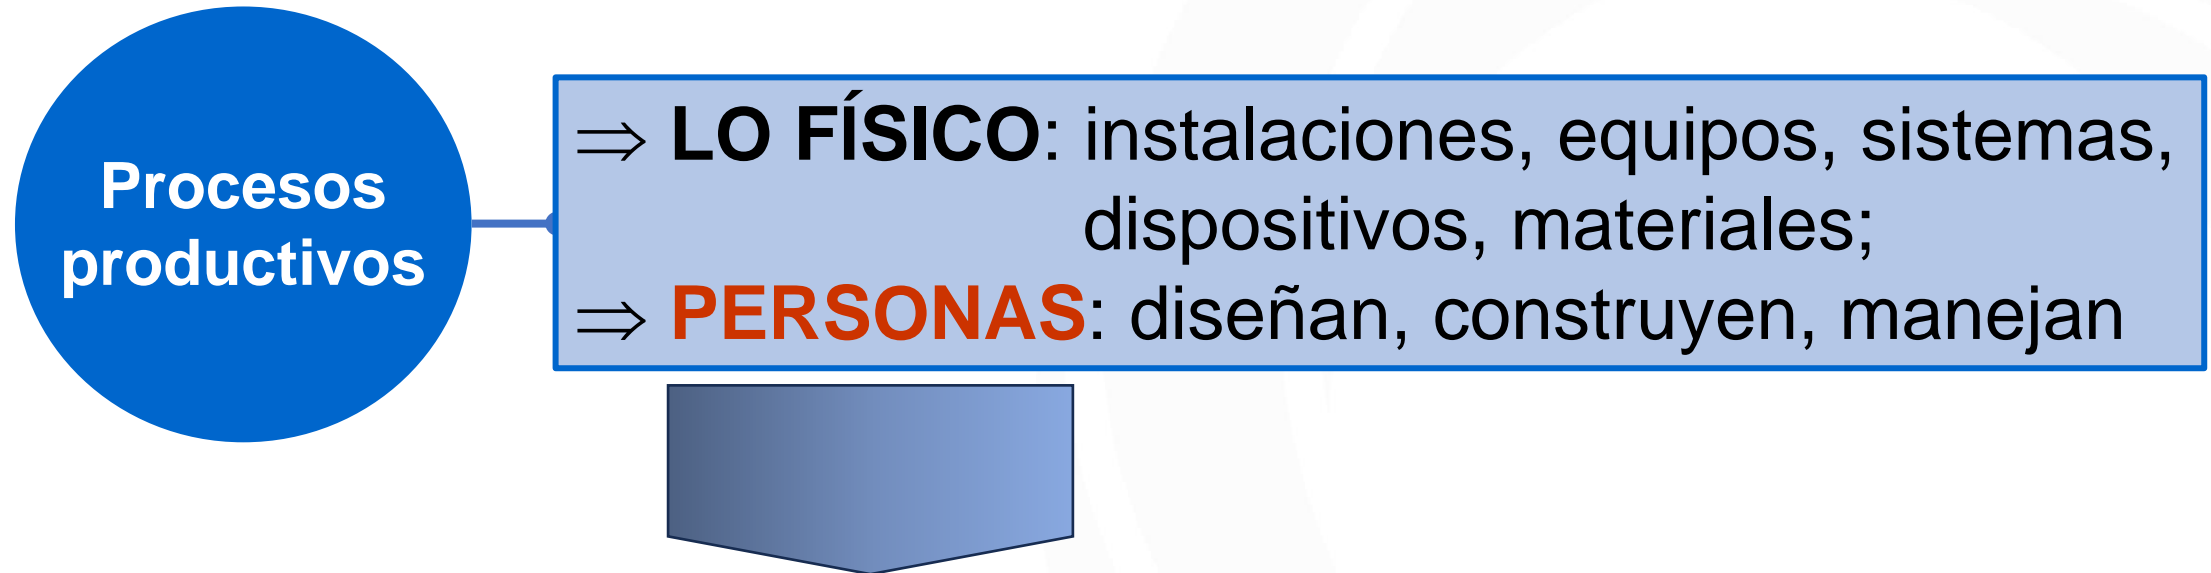 Procesos
productivos
⇒ LO FÍSICO: instalaciones, equipos, sistemas,
dispositivos, materiales;
⇒ PERSONAS: diseñan, construyen, manejan